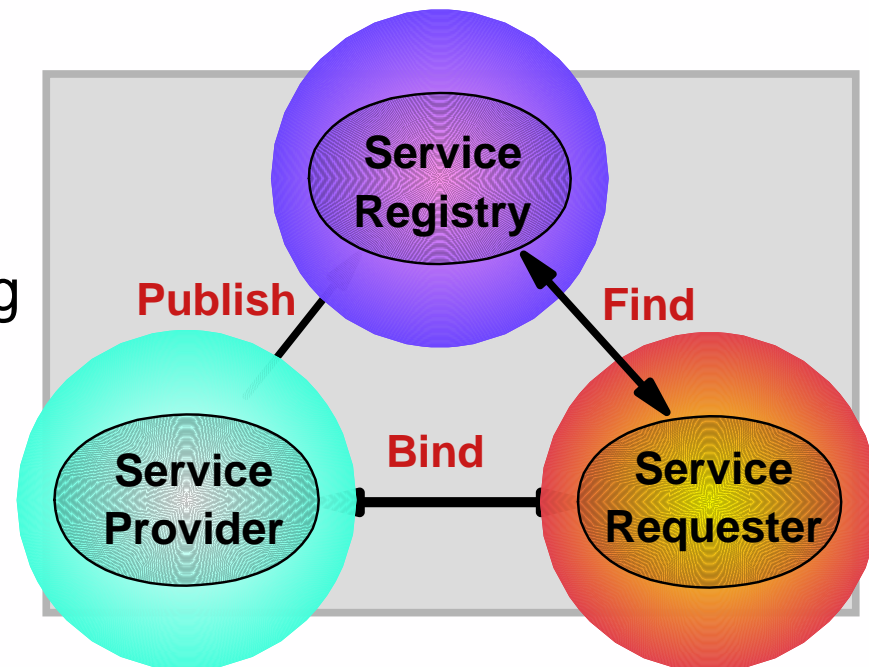 Service
Registry
g
Publish
Find
Bind
Service
Provider
Service
Requester